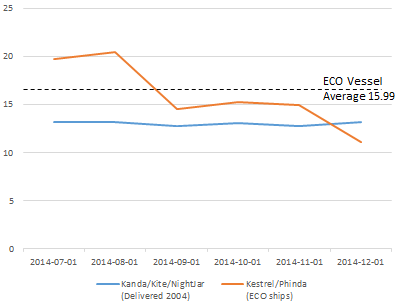 25
20
15
10
5
0
ECO Vessel
Average 15.99
2014-07-01 2014-08-01 2014-09-01 2014-10-01 2014-11-01 2014-12-01
Kanda/Kite/NightJar Kestrel/Phinda
(Delivered 2004) (ECO ships)